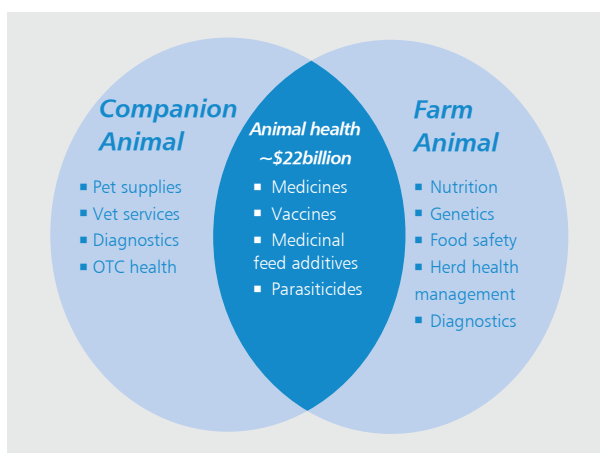 Companion
Animal
▪ Pet supplies
▪ Vet services
▪ Diagnostics
▪ OTC health
Animal health
~$22billion
▪ Medicines
▪ Vaccines
▪ Medicinal
feed additives
▪ Parasiticides
Farm
Animal
▪ Nutrition
▪ Genetics
▪ Food safety
▪ Herd health
management
▪ Diagnostics